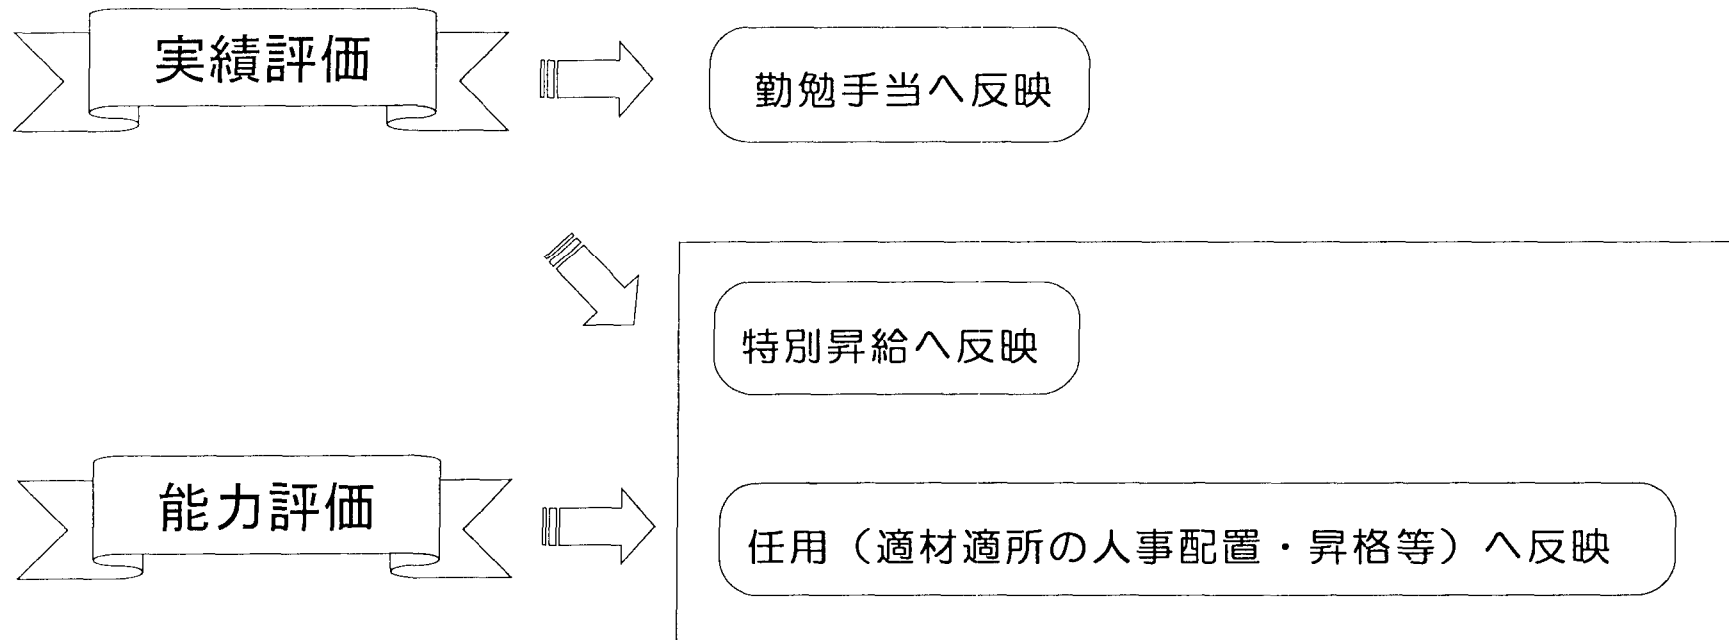 実績評価
勤勉手当へ反映
特別昇給へ反映
能力評価
任用（適材適所の人事配置・昇格等）へ反映